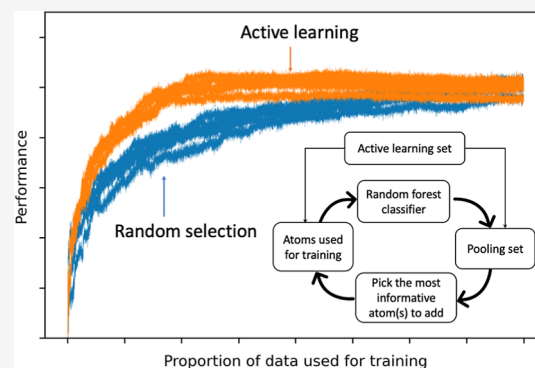 Active learning
Performance
Random selection
Active learning set
Random forest
classifier
Atoms used
for training
Pooling set
Pick the most
informative
atom(s) to add
Proportion of data used for training